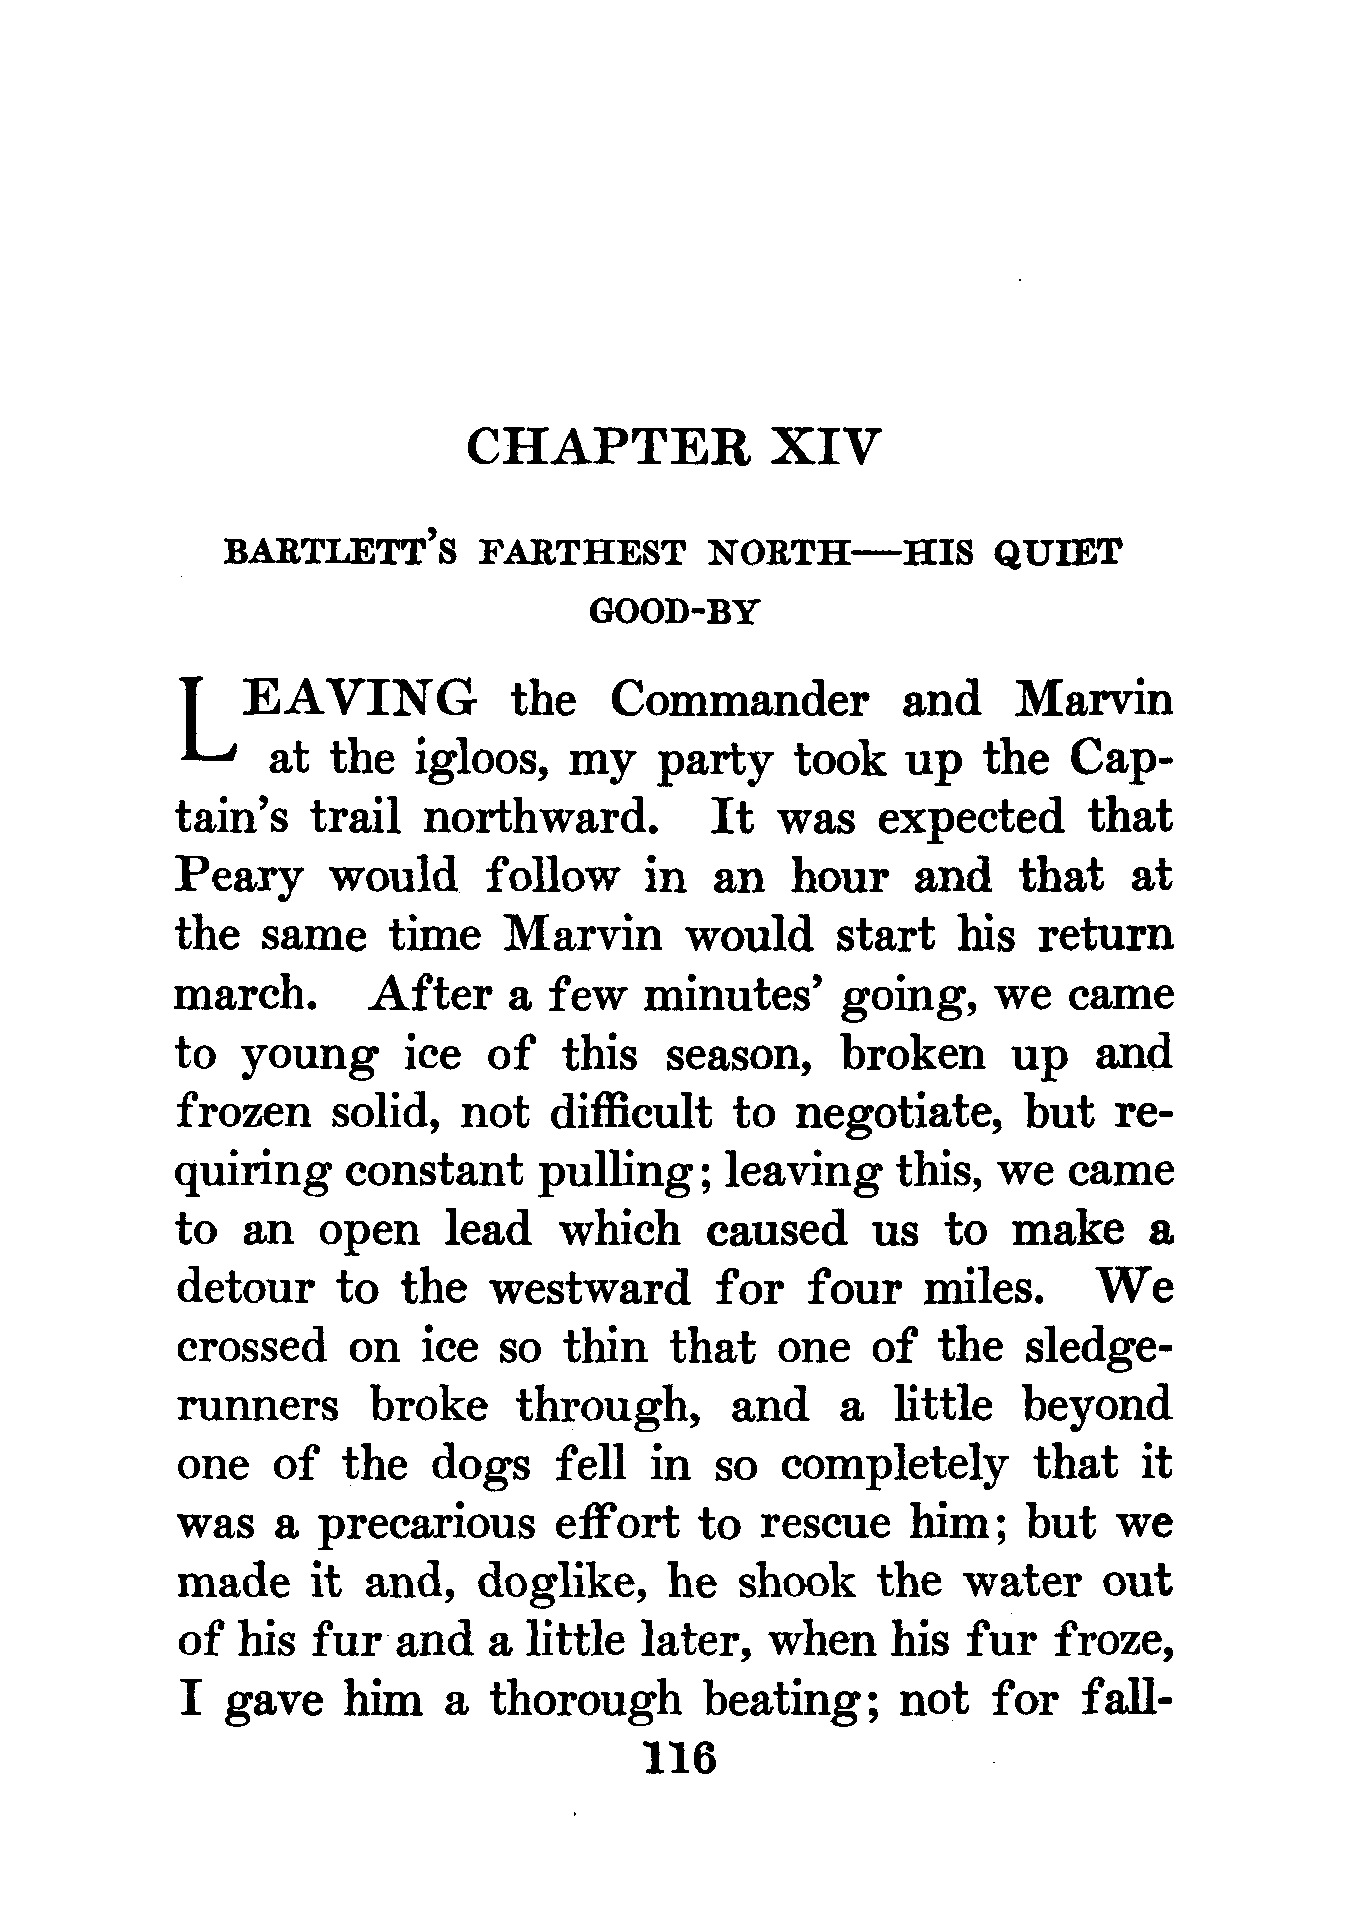 CHAPTER XIV
BARTLETT'S FARTHEST NORTH—HIS QUIET
GOOD-BY
LEAVING the Commander and Marvin
at the igloos, my party took up the Cap-
tain's trail northward. It was expected that
Peary would follow in an hour and that at
the same time Marvin would start his return
march. After a few minutes' going, we came
to young ice of this season, broken up and
frozen solid, not difficult to negotiate, but re-
quiring constant pulling; leaving this, we came
to an open lead which caused us to make a
detour to the westward for four miles. We
crossed on ice so thin that one of the sledge-
runners broke through, and a little beyond
one of the dogs fell in so completely that it
was a precarious effort to rescue him; but we
made it and, doglike, he shook the water out
of his fur and a little later, when his fur froze,
I gave him a thorough beating; not for fall-
116